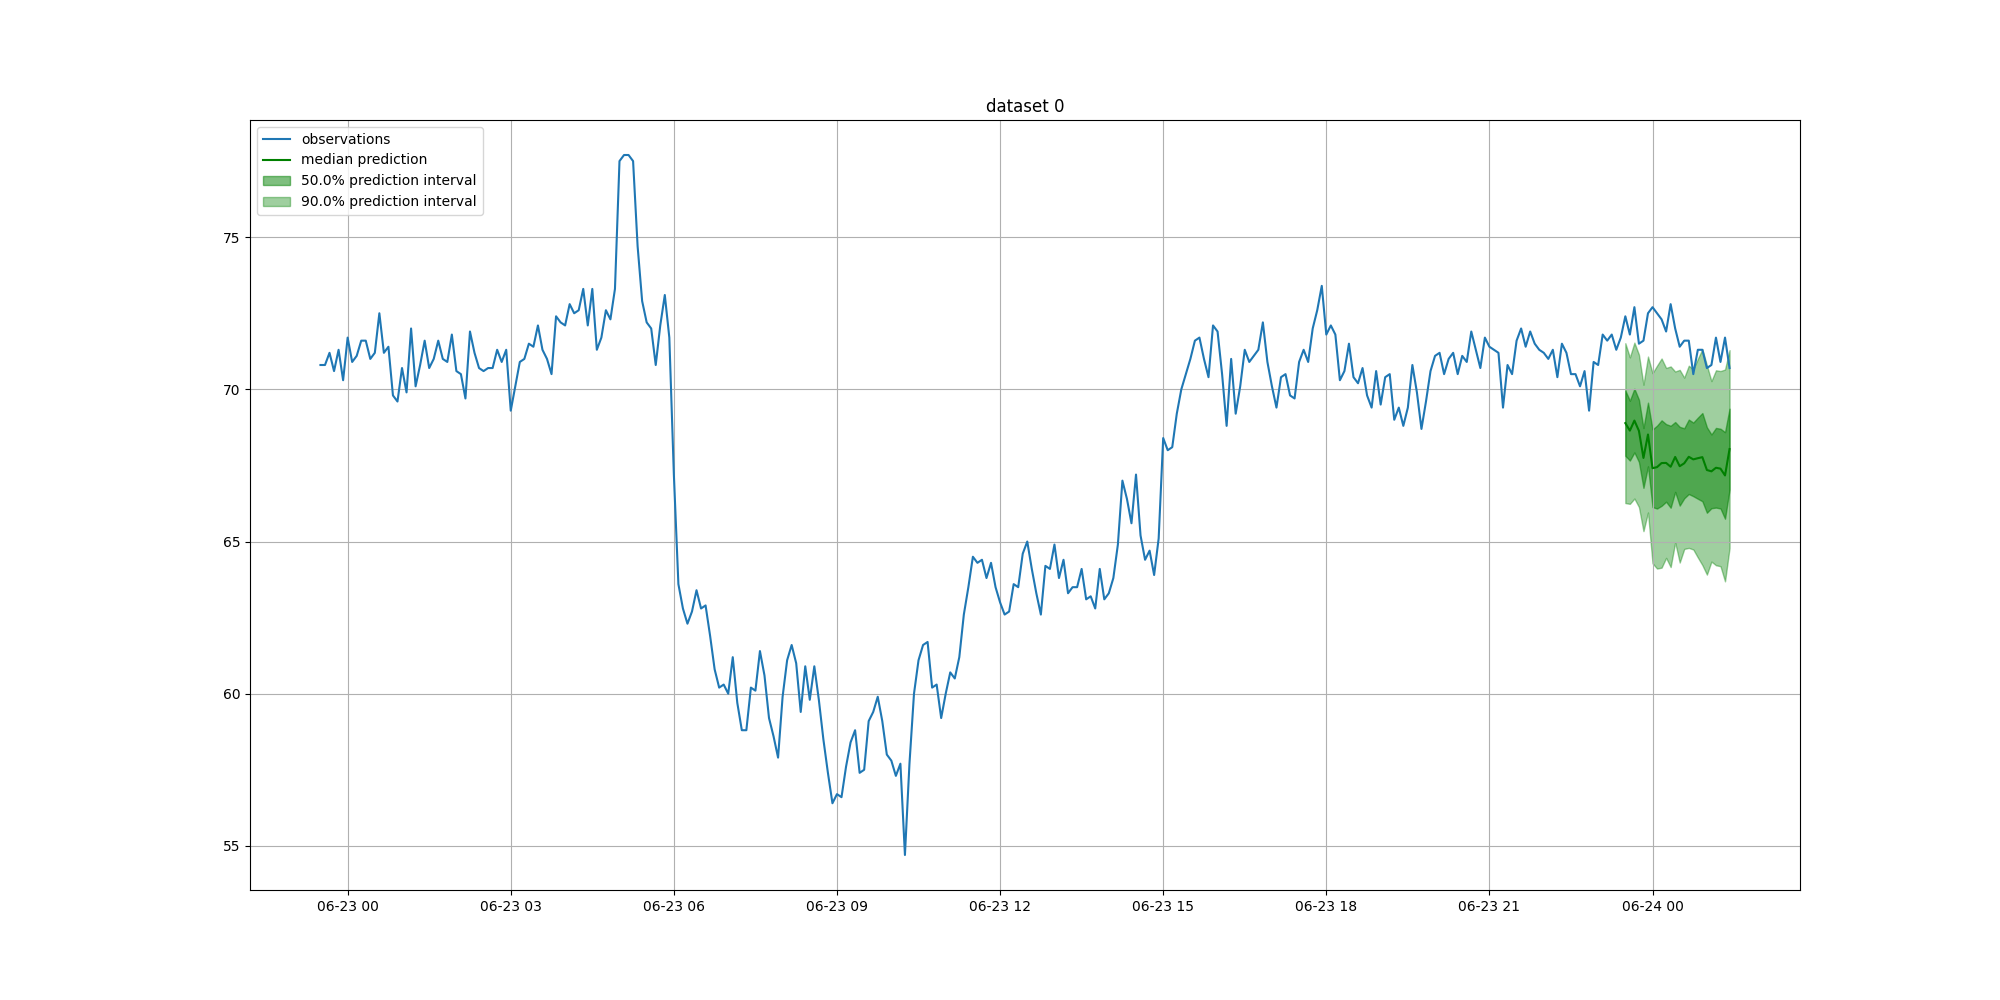 dataset 0
observations
median prediction
50.0% prediction interval
90.0% prediction interval
75
70
65
60
55
06-23 00
06-23 03
06-23 06
06-23 09
06-23 12
06-23 15
06-23 18
06-23 21
06-24 00